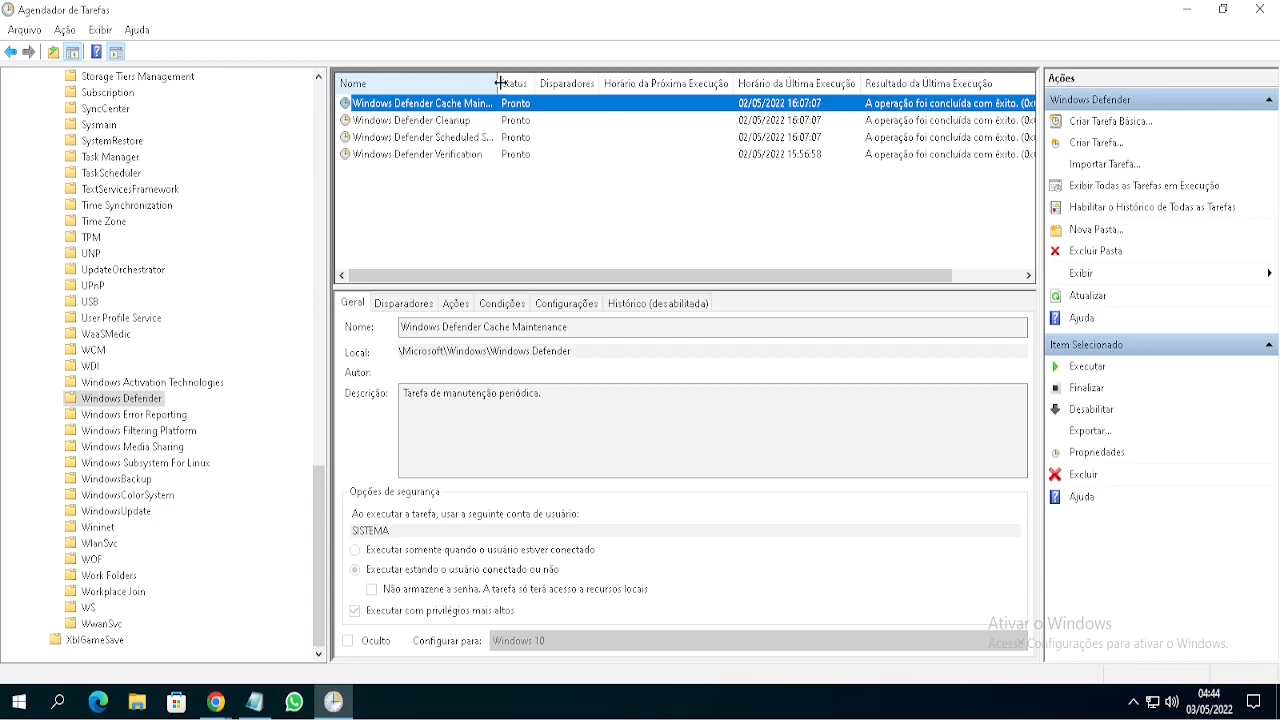 Agendador de Tarefas
Arquivo Ação Exibir Ajuda
Storage Tiers Management
Subscription
SyncCenter
Sysmain
SystemRestore
Task Manager
TaskScheduler
TextServicesFramework
Time Synchronization
Time Zone
TPM
UNP
UpdateOrchestrator
UPnP
USB
User Profile Service
WaaSMedic
WCM
WDI
Windows Activation Technologies
Windows Defender
Windows Error Reporting
Windows Filtering Platform
Windows Media Sharing
Windows Subsystem For Linux
WindowsBackup
WindowsColorSystem
WindowsUpdate
Wininet
WlanSvc
WOF
Work Folders
Workplace Join
WS
WwanSvc
XblGameSave
Nome Status Disparadores Horário da Próxima Execução Horário da Última Execução Resultado da Última Execução
Windows Defender Cache Main... Pronto 02/05/2022 16:07:07 A operação foi concluída com êxito. (0x
Windows Defender Cleanup Pronto 02/05/2022 16:07:07 A operação foi concluída com êxito. (0x
Windows Defender Scheduled S... Pronto 02/05/2022 16:07:07 A operação foi concluída com êxito. (0x
Windows Defender Verification Pronto 02/05/2022 15:56:58 A operação foi concluída com êxito. (0x
Geral Disparadores Ações Condições Configurações Histórico (desabilitada)
Nome: Windows Defender Cache Maintenance
Local: \Microsoft\Windows\Windows Defender
Autor:
Descrição: Tarefa de manutenção periódica.
Opções de segurança
Ao executar a tarefa, usar a seguinte conta de usuário:
SISTEMA
Executar somente quando o usuário estiver conectado
Executar estando o usuário conectado ou não
Não armazene a senha. A tarefa só terá acesso a recursos locais
Executar com privilégios mais altos
Oculto Configurar para: Windows 10
Ações
Windows Defender
Criar Tarefa Básica...
Criar Tarefa...
Importar Tarefa...
Exibir Todas as Tarefas em Execução
Habilitar o Histórico de Todas as Tarefas
Nova Pasta...
Excluir Pasta
Exibir
Atualizar
Ajuda
Item Selecionado
Executar
Finalizar
Desabilitar
Exportar...
Propriedades
Excluir
Ajuda
Ativar o Windows
Acesse Configurações para ativar o Windows.
04:44
03/05/2022